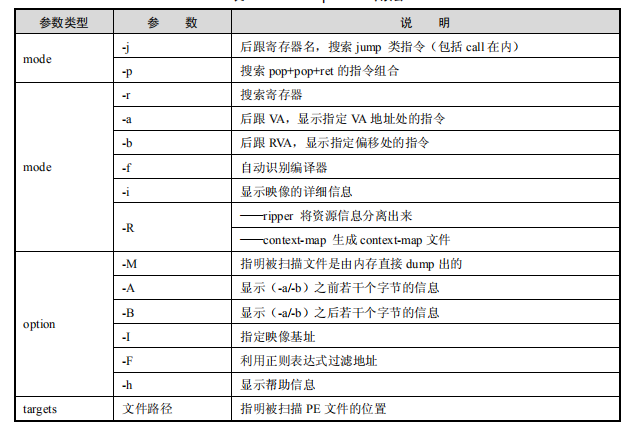 参数类型 参 数 说 明
mode -j 后跟寄存器名，搜索 jump 类指令（包括 call 在内）
-p 搜索 pop+pop+ret 的指令组合
mode -r 搜索寄存器
-a 后跟 VA，显示指定 VA 地址处的指令
-b 后跟 RVA，显示指定偏移处的指令
-f 自动识别编译器
-i 显示映像的详细信息
-R ——ripper 将资源信息分离出来
——context-map 生成 context-map 文件
option -M 指明被扫描文件是由内存直接 dump 出的
-A 显示（-a/-b）之前若干个字节的信息
-B 显示（-a/-b）之后若干个字节的信息
-I 指定映像基址
-F 利用正则表达式过滤地址
-h 显示帮助信息
targets 文件路径 指明被扫描 PE 文件的位置